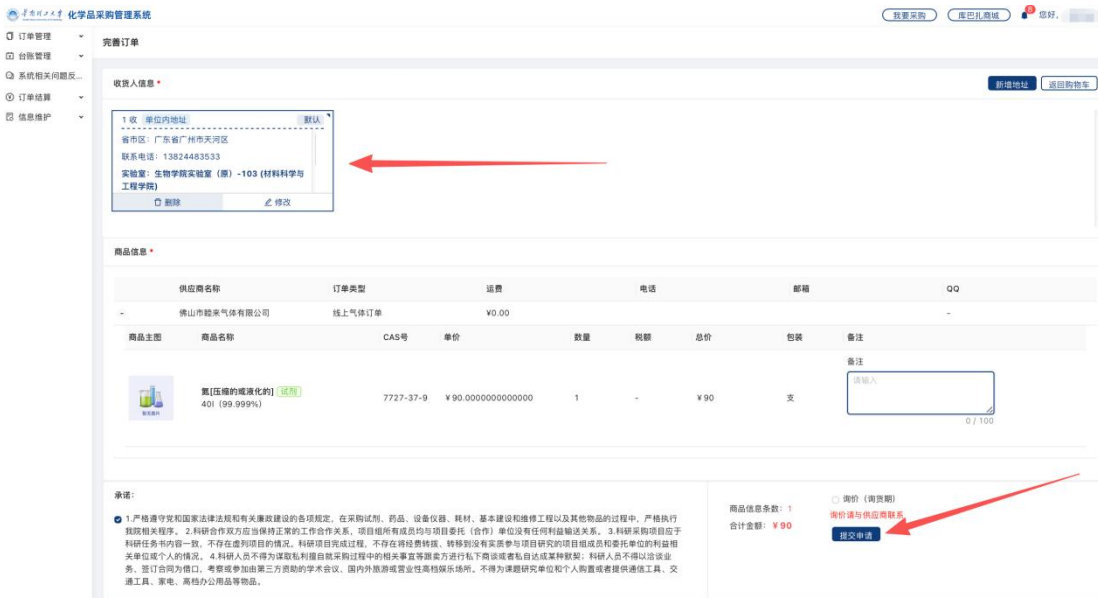 华南理工大学 化学品采购管理系统
我要采购
库巴扎商城
8
您好,
订单管理
台账管理
系统相关问题反...
订单结算
信息维护
完善订单
收货人信息 *
新增地址
返回购物车
1 收 单位内地址 默认
省市区：广东省广州市天河区
联系电话：13824483533
实验室：生物学院实验室（原）-103 (材料科学与
工程学院)
删除
修改
商品信息 *
供应商名称 订单类型 运费 电话 邮箱 QQ
- 佛山市睦来气体有限公司 线上气体订单 ¥0.00 -
商品主图 商品名称 CAS号 单价 数量 税额 总价 包装 备注
备注
请输入
暂无图片
氮[压缩的或液化的] 试剂
40l (99.999%)
7727-37-9 ¥90.0000000000000 1 - ¥90 支
0 / 100
承诺：
1.严格遵守党和国家法律法规和有关廉政建设的各项规定，在采购试剂、药品、设备仪器、耗材、基本建设和维修工程以及其他物品的过程中，严格执行
我院相关程序。 2.科研合作双方应当保持正常的工作合作关系，项目组所有成员均与项目委托（合作）单位没有任何利益输送关系。 3.科研采购项目应于
科研任务书内容一致，不存在虚列项目的情况。科研项目完成过程，不存在将经费转拨、转移到没有实质参与项目研究的项目组成员和委托单位的利益相
关单位或个人的情况。 4.科研人员不得为谋取私利擅自就采购过程中的相关事宜等跟卖方进行私下商谈或者私自达成某种默契；科研人员不得以洽谈业
务、签订合同为借口，考察或参加由第三方资助的学术会议、国内外旅游或营业性高档娱乐场所。不得为课题研究单位和个人购置或者提供通信工具、交
通工具、家电、高档办公用品等物品。
商品信息条数：1
合计金额：¥90
询价（询货期）
询价请与供应商联系
提交申请